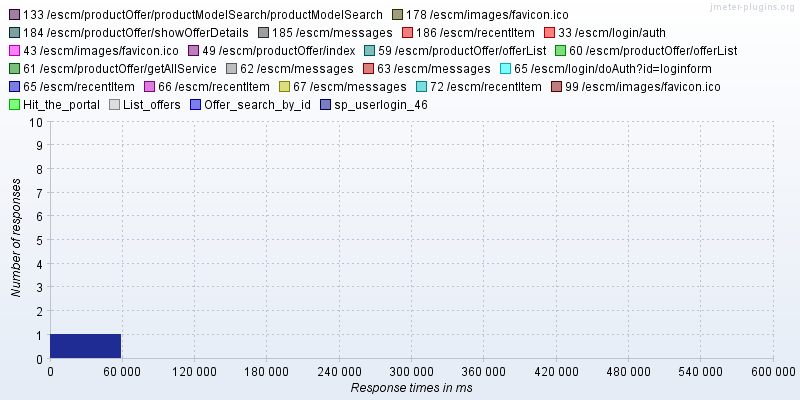 jmeter-plugins.org
133 /escm/productOffer/productModelSearch/productModelSearch 178 /escm/images/favicon.ico
184 /escm/productOffer/showOfferDetails 185 /escm/messages 186 /escm/recentItem 33 /escm/login/auth
43 /escm/images/favicon.ico 49 /escm/productOffer/index 59 /escm/productOffer/offerList 60 /escm/productOffer/offerList
61 /escm/productOffer/getAllService 62 /escm/messages 63 /escm/messages 65 /escm/login/doAuth?id=loginform
65 /escm/recentItem 66 /escm/recentItem 67 /escm/messages 72 /escm/recentItem 99 /escm/images/favicon.ico
Hit_the_portal List_offers Offer_search_by_id sp_userlogin_46
Number of responses
10
9
8
7
6
5
4
3
2
1
0
0 60 000 120 000 180 000 240 000 300 000 360 000 420 000 480 000 540 000 600 000
Response times in ms